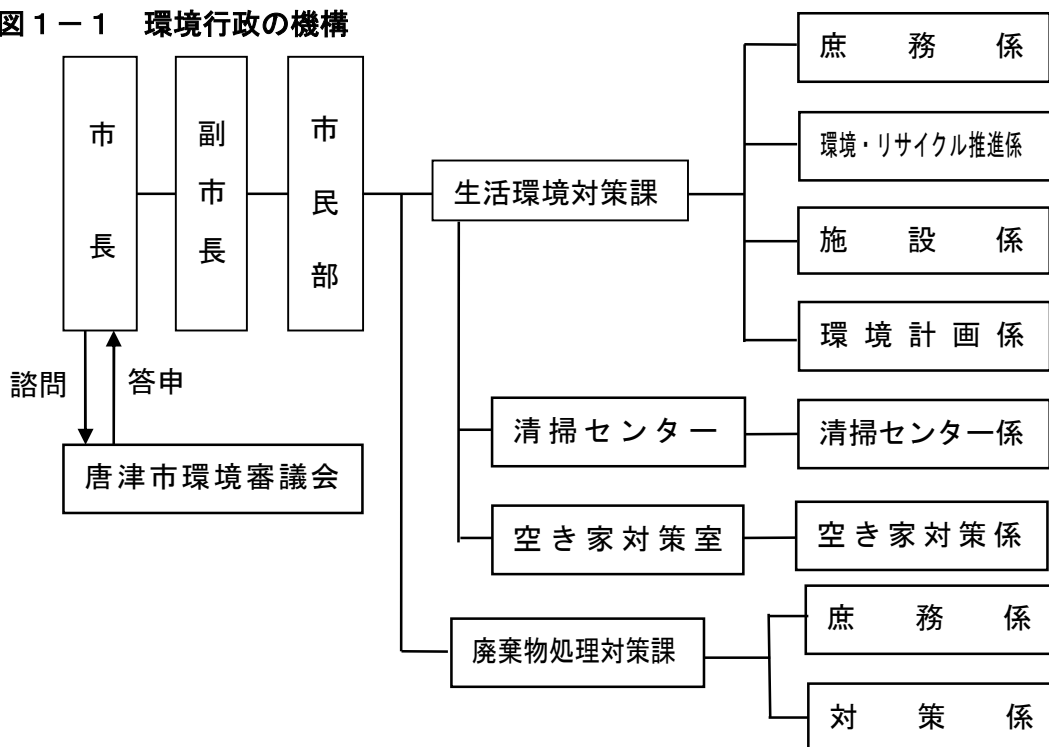 図１－１　環境行政の機構
市長
副市長
市民部
諮問
答申
唐津市環境審議会
生活環境対策課
庶務係
環境・リサイクル推進係
施設係
環境計画係
清掃センター
清掃センター係
空き家対策室
空き家対策係
廃棄物処理対策課
庶務係
対策係